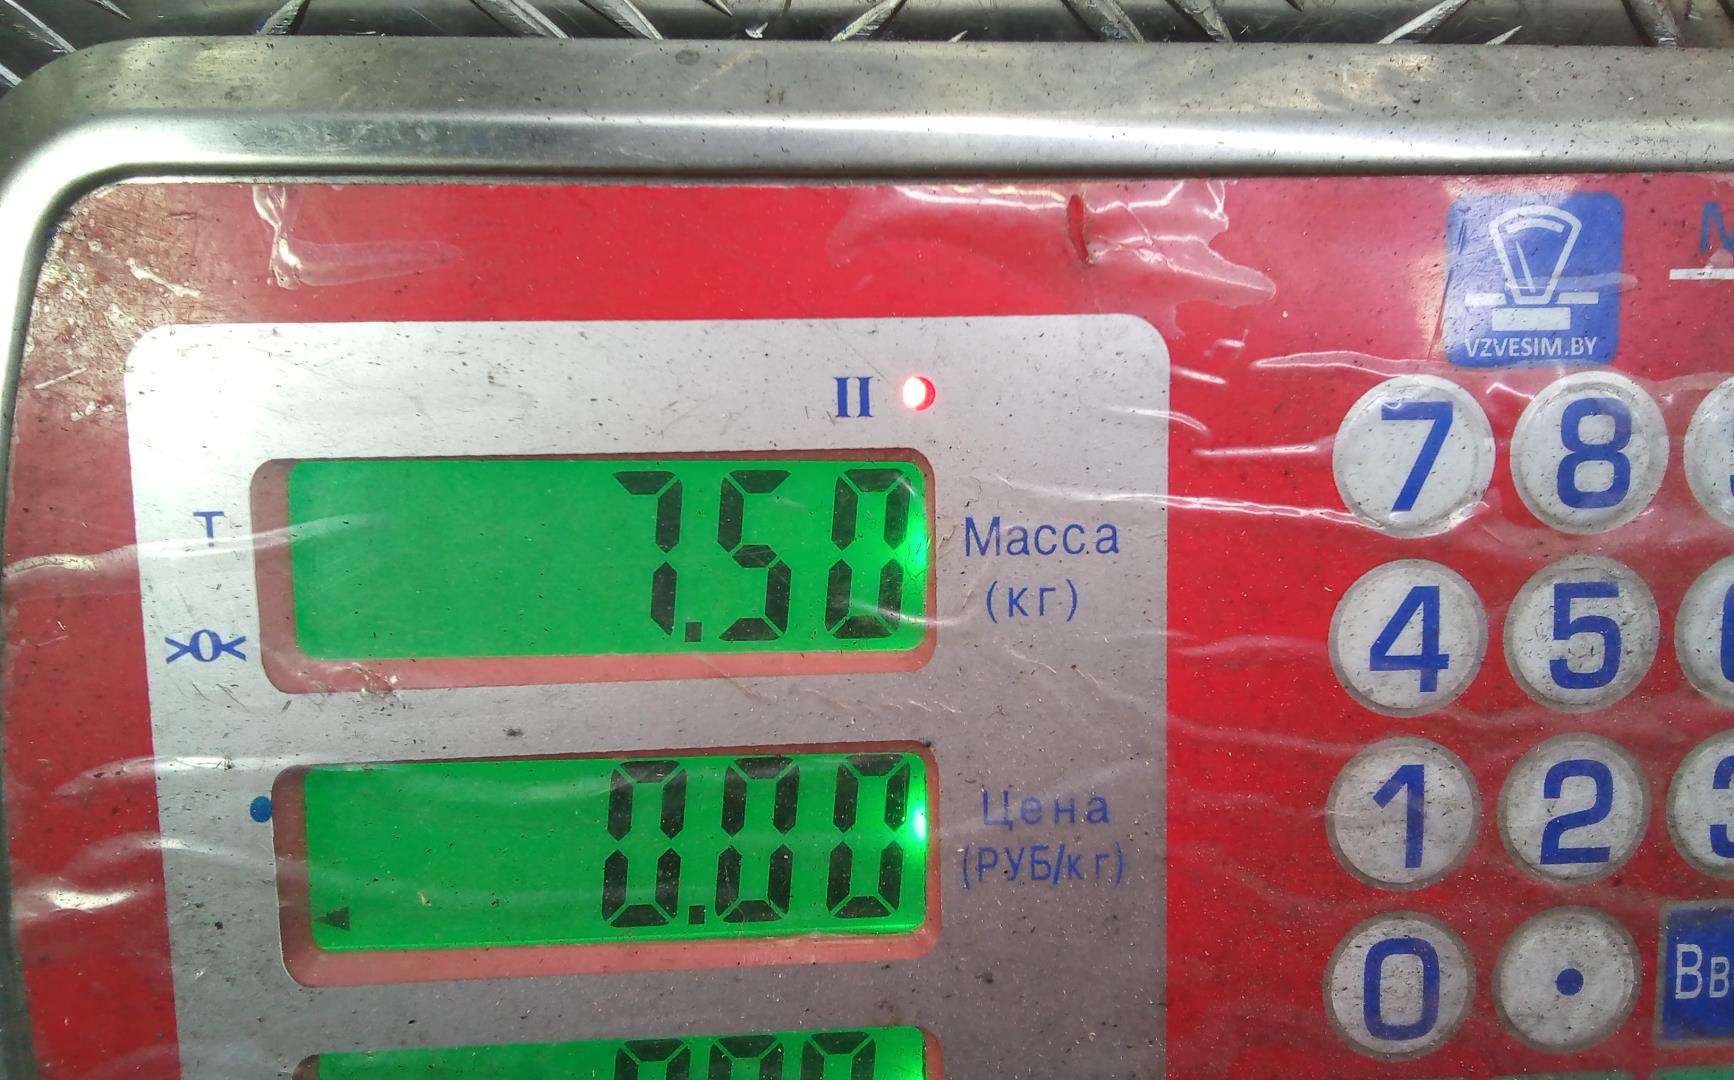 VZVESIM.BY
II
T
7.50
Масса
(кг)
>0<
0.00
Цена
(РУБ/кг)
7 8
4 5
1 2
0 .